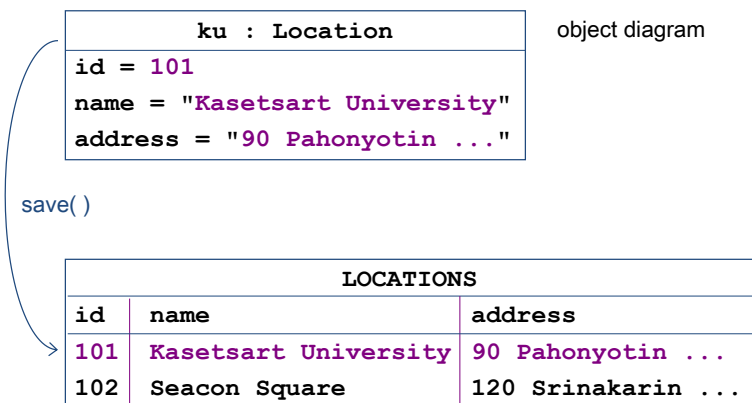 ku : Location
object diagram
id = 101
name = "Kasetsart University"
address = "90 Pahonyotin ..."
save( )
LOCATIONS
id name address
101 Kasetsart University 90 Pahonyotin ...
102 Seacon Square 120 Srinakarin ...